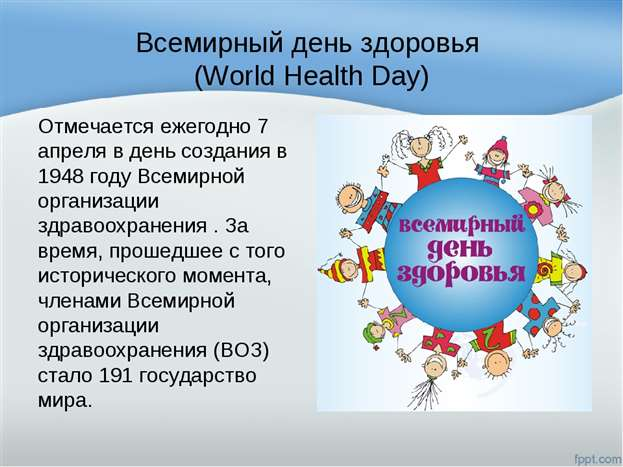 Всемирный день здоровья
(World Health Day)
Отмечается ежегодно 7
апреля в день создания в
1948 году Всемирной
организации
здравоохранения . За
время, прошедшее с того
исторического момента,
членами Всемирной
организации
здравоохранения (ВОЗ)
стало 191 государство
мира.
всемирный
день
здоровья
fppt.com